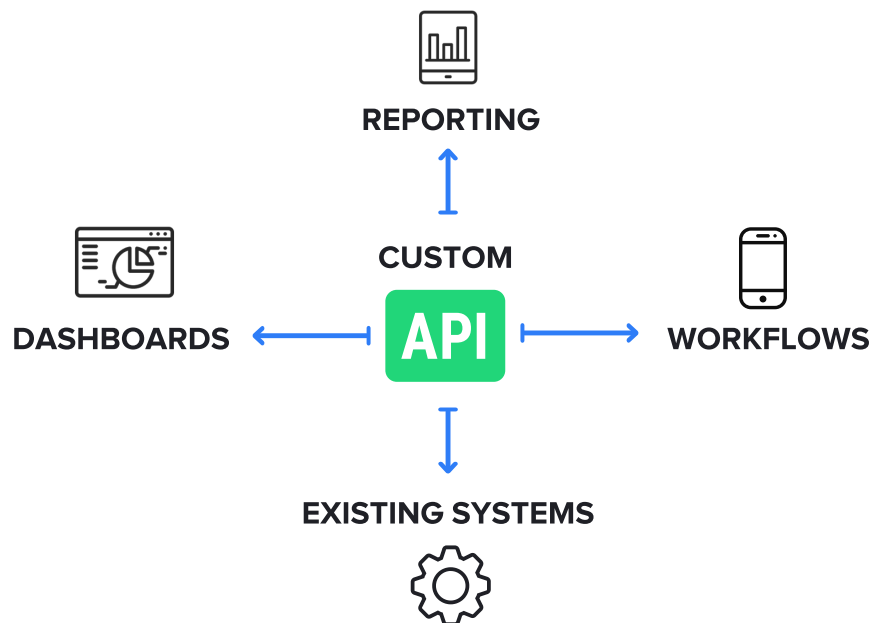 REPORTING
CUSTOM
API
DASHBOARDS
WORKFLOWS
EXISTING SYSTEMS